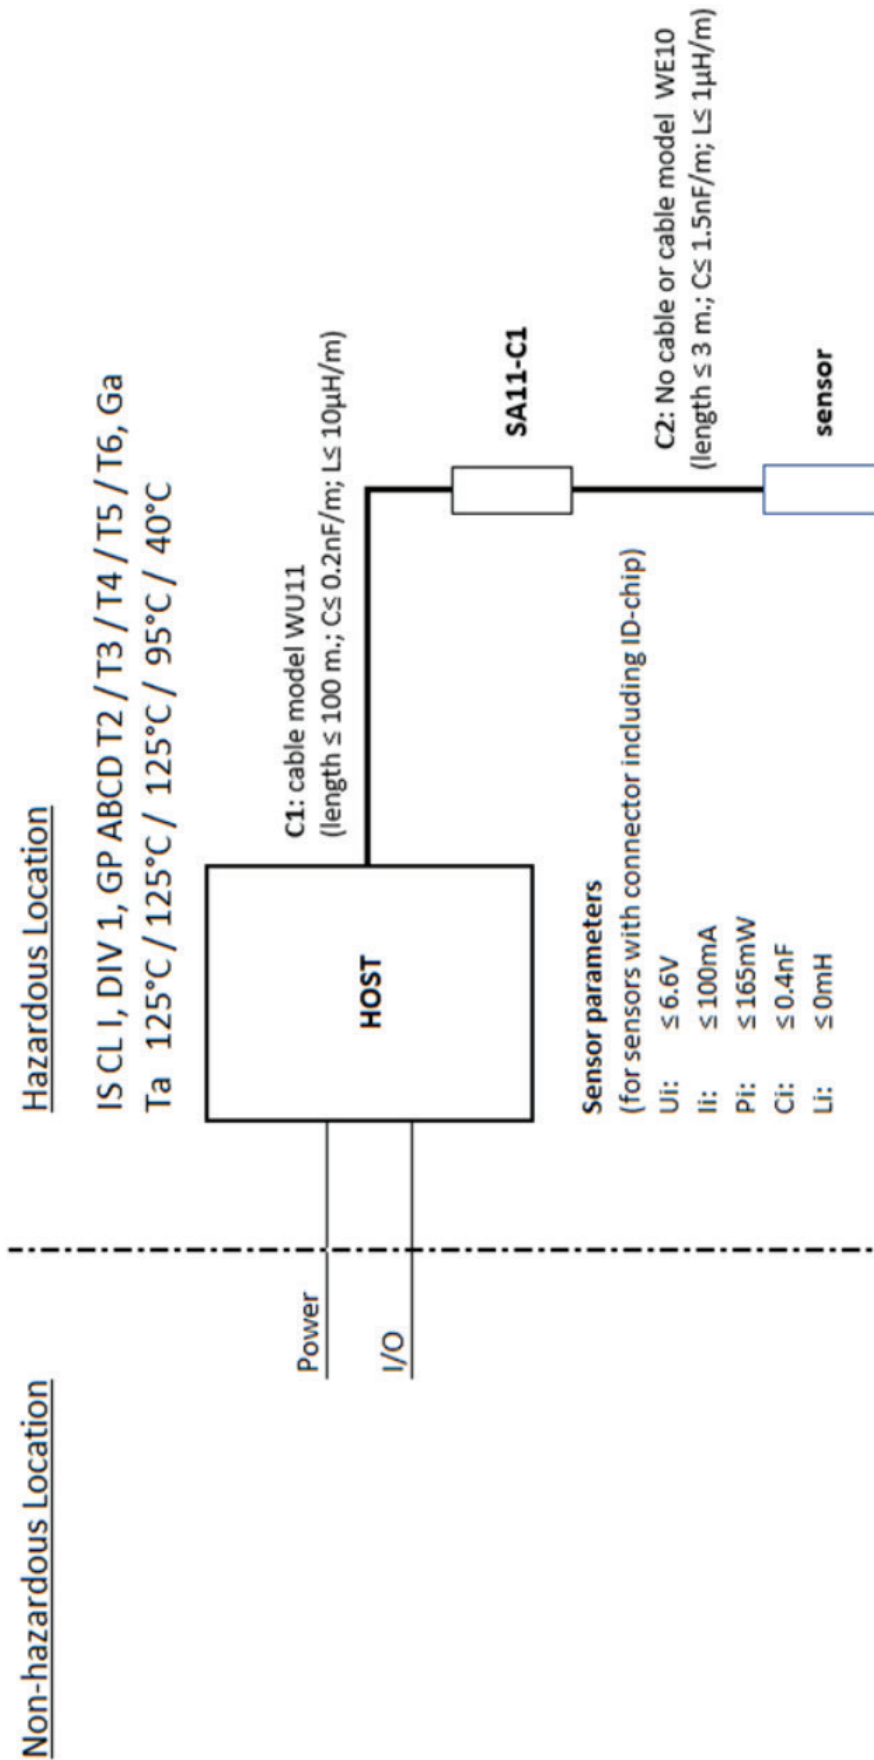 Non-hazardous Location
Hazardous Location
IS CL I, DIV 1, GP ABCD T2 / T3 / T4 / T5 / T6, Ga
Ta 125°C / 125°C / 125°C / 95°C / 40°C
Power
I/O
HOST
C1: cable model WU11
(length ≤ 100 m.; C≤ 0.2nF/m; L≤ 10µH/m)
SA11-C1
C2: No cable or cable model WE10
(length ≤ 3 m.; C≤ 1.5nF/m; L≤ 1µH/m)
sensor
Sensor parameters
(for sensors with connector including ID-chip)
Ui: ≤ 6.6V
Ii: ≤ 100mA
Pi: ≤ 165mW
Ci: ≤ 0.4nF
Li: ≤ 0mH